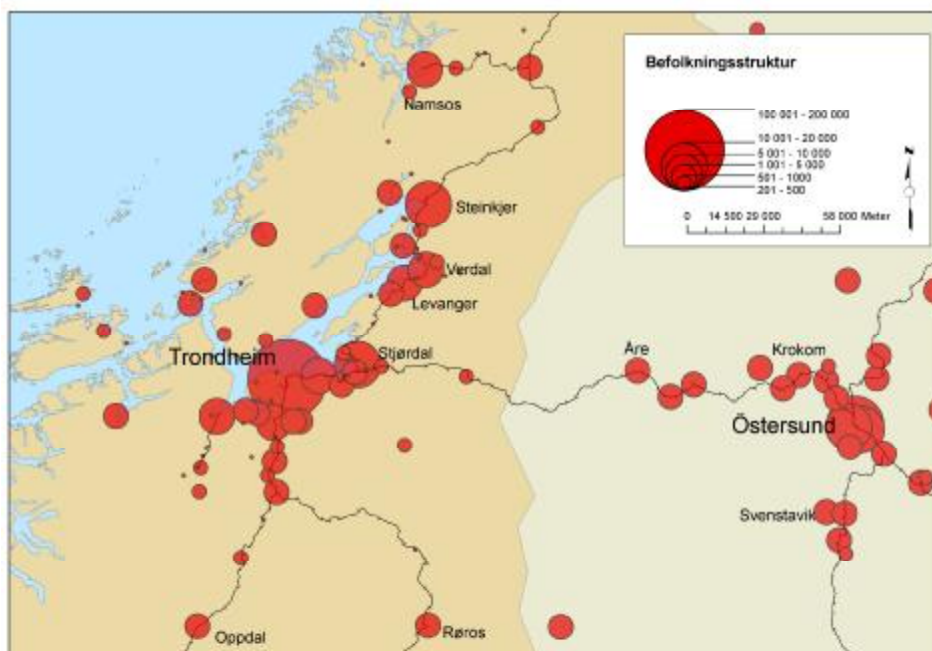 Befolkningsstruktur
100 001 - 200 000
10 001 - 20 000
5 001 - 10 000
1 001 - 5 000
501 - 1000
201 - 500
N
0 14 500 29 000 58 000 Meter
Namsos
Steinkjer
Verdal
Levanger
Trondheim
Stjørdal
Åre
Krokom
Östersund
Svenstavik
Oppdal
Røros